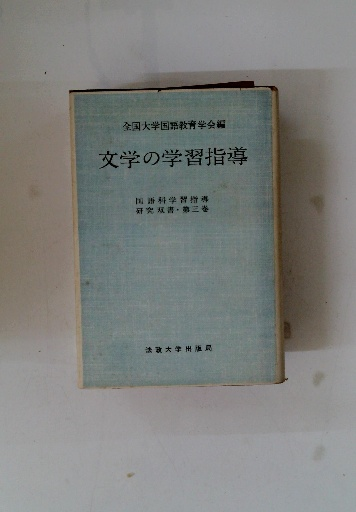 全国大学国語教育学会編
文学の学習指導
国語科学習指導
研究双書・第三巻
法政大学出版局